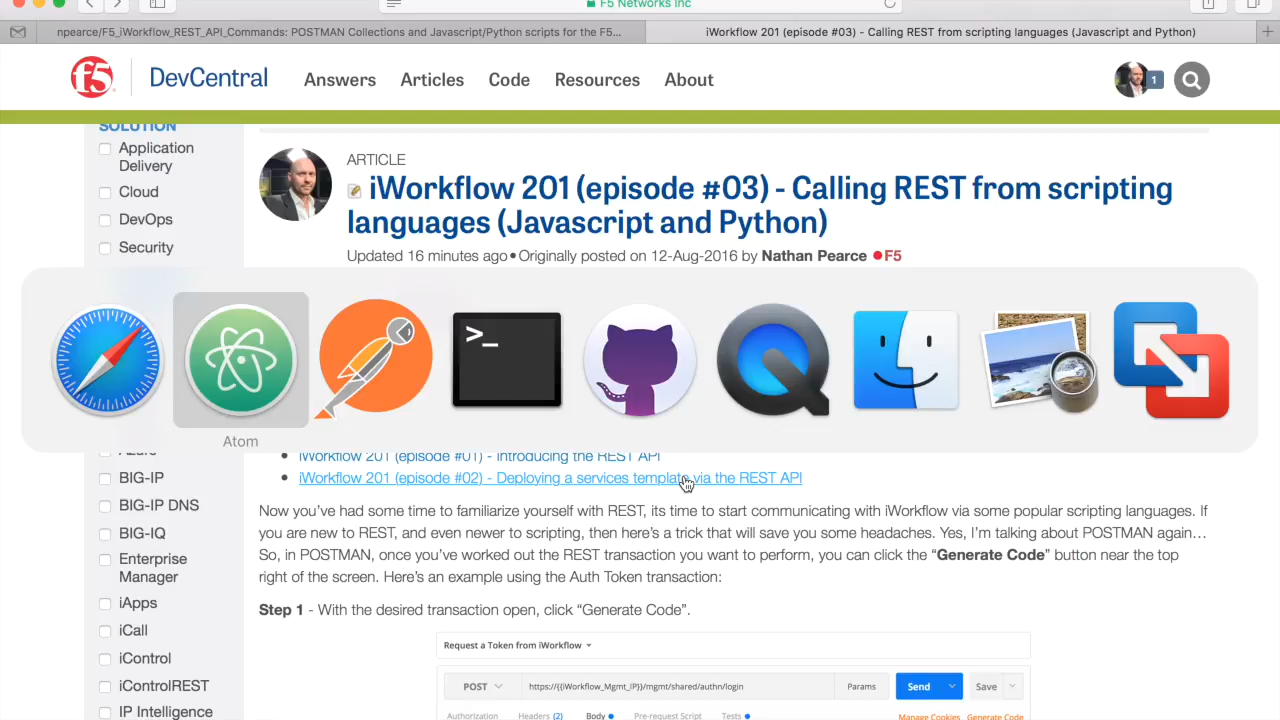 F5 Networks Inc
npearce/F5_iWorkflow_REST_API_Commands: POSTMAN Collections and Javascript/Python scripts for the F5...
iWorkflow 201 (episode #03) - Calling REST from scripting languages (Javascript and Python)
f5
DevCentral
Answers
Articles
Code
Resources
About
1
SOLUTION
Application
Delivery
Cloud
DevOps
Security
ARTICLE
iWorkflow 201 (episode #03) - Calling REST from scripting
languages (Javascript and Python)
Updated 16 minutes ago•Originally posted on 12-Aug-2016 by Nathan Pearce F5
>_
Atom
Azure
BIG-IP
BIG-IP DNS
BIG-IQ
Enterprise
Manager
iApps
iCall
iControl
iControlREST
IP Intelligence
iWorkflow 201 (episode #01) - Introducing the REST API
iWorkflow 201 (episode #02) - Deploying a services template via the REST API
Now you’ve had some time to familiarize yourself with REST, its time to start communicating with iWorkflow via some popular scripting languages. If
you are new to REST, and even newer to scripting, then here’s a trick that will save you some headaches. Yes, I’m talking about POSTMAN again…
So, in POSTMAN, once you’ve worked out the REST transaction you want to perform, you can click the “Generate Code” button near the top
right of the screen. Here’s an example using the Auth Token transaction:
Step 1 - With the desired transaction open, click “Generate Code”.
Request a Token from iWorkflow
POST
https://{{iWorkflow_Mgmt_IP}}/mgmt/shared/authn/login
Params
Send
Save
Authorization
Headers (2)
Body
Pre-request Script
Tests
Manage Cookies
Generate Code